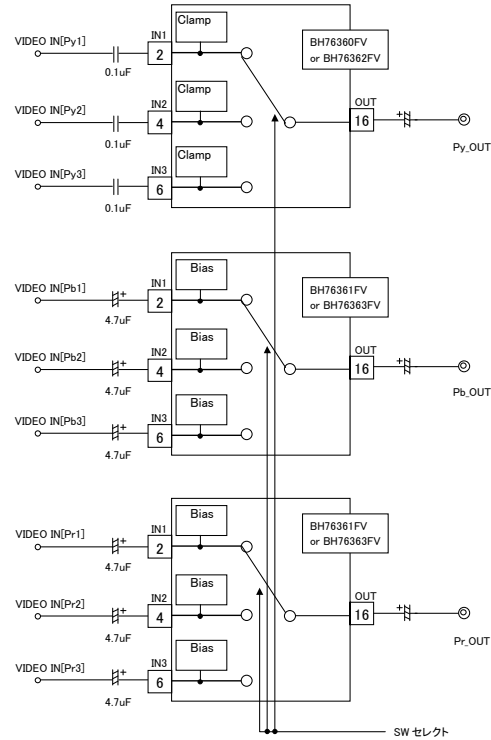 Clamp
BH76360FV
or BH76362FV
VIDEO IN[Py1]
IN1
2
0.1uF
Clamp
VIDEO IN[Py2]
IN2
4
0.1uF
OUT
16
+
Py_OUT
Clamp
VIDEO IN[Py3]
IN3
6
0.1uF
Bias
BH76361FV
or BH76363FV
VIDEO IN[Pb1]
+
IN1
2
4.7uF
Bias
VIDEO IN[Pb2]
+
IN2
4
4.7uF
OUT
16
+
Pb_OUT
Bias
VIDEO IN[Pb3]
+
IN3
6
4.7uF
Bias
BH76361FV
or BH76363FV
VIDEO IN[Pr1]
+
IN1
2
4.7uF
Bias
VIDEO IN[Pr2]
+
IN2
4
4.7uF
OUT
16
+
Pr_OUT
Bias
VIDEO IN[Pr3]
+
IN3
6
4.7uF
SW セレクト